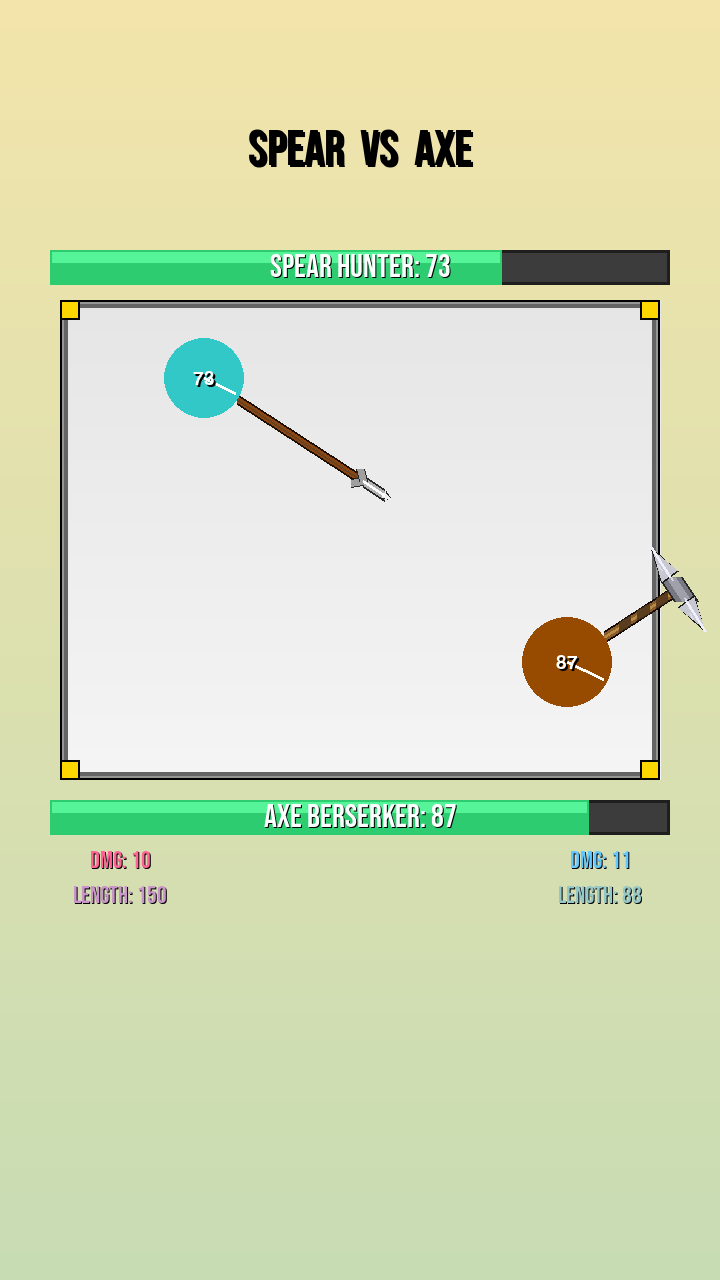 SPEAR VS AXE
SPEAR HUNTER: 73
73
87
AXE BERSERKER: 87
DMG: 10
DMG: 11
LENGTH: 150
LENGTH: 88